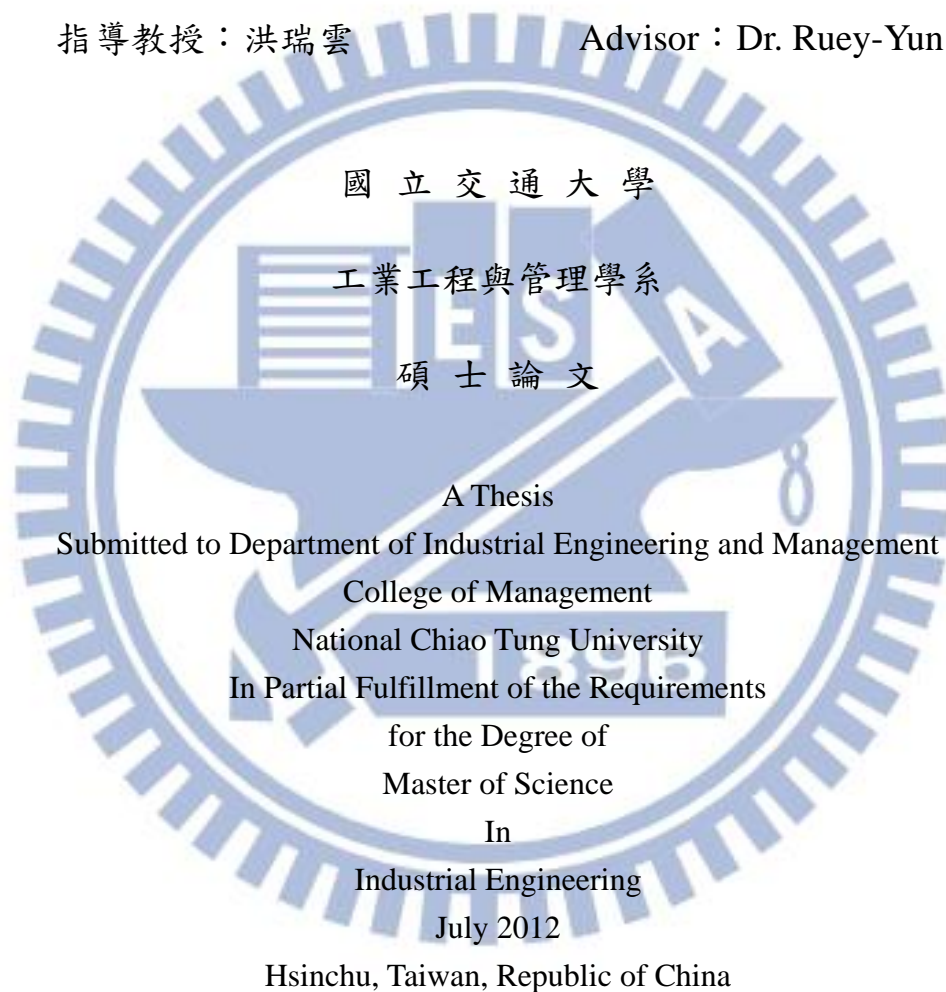 指導教授：洪瑞雲 Advisor：Dr. Ruey-Yun
國 立 交 通 大 學
工業工程與管理學系
碩 士 論 文
E S A
A Thesis
Submitted to Department of Industrial Engineering and Management
College of Management
National Chiao Tung University
1896
In Partial Fulfillment of the Requirements
for the Degree of
Master of Science
In
Industrial Engineering
July 2012
Hsinchu, Taiwan, Republic of China